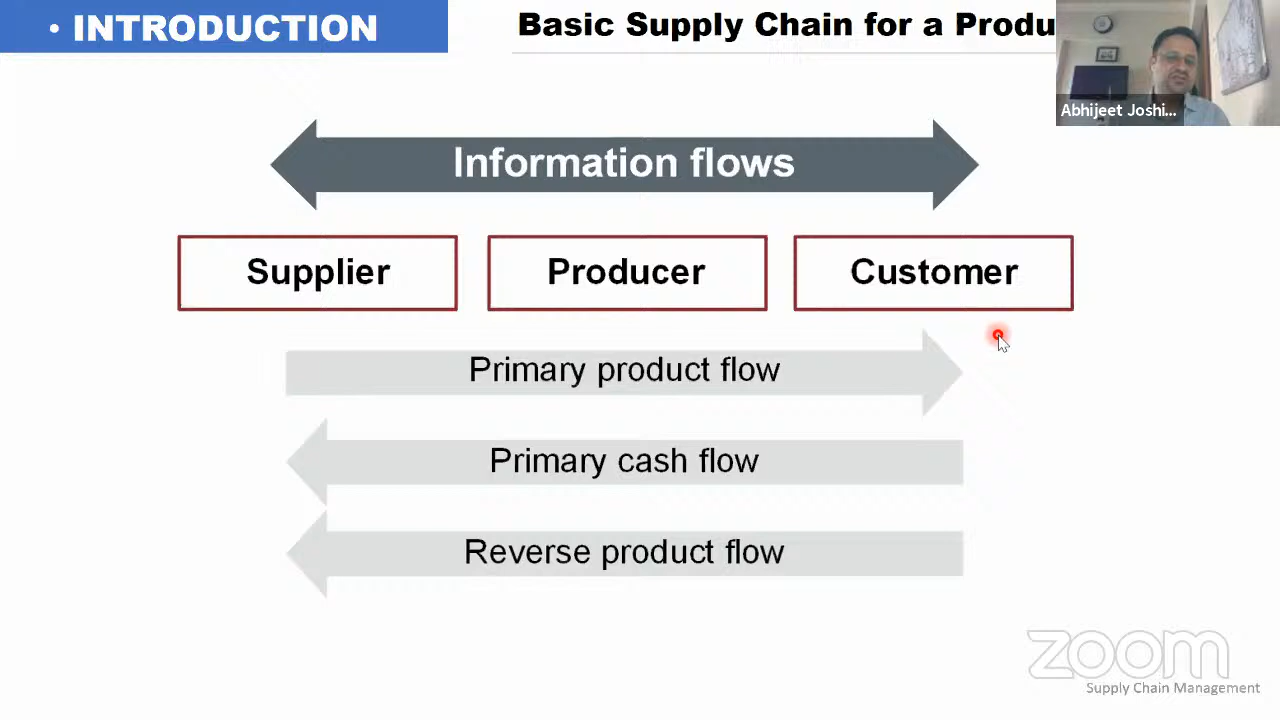 • INTRODUCTION
Basic Supply Chain for a Produ
Abhijeet Joshi...
Information flows
Supplier
Producer
Customer
Primary product flow
Primary cash flow
Reverse product flow
zoom
Supply Chain Management